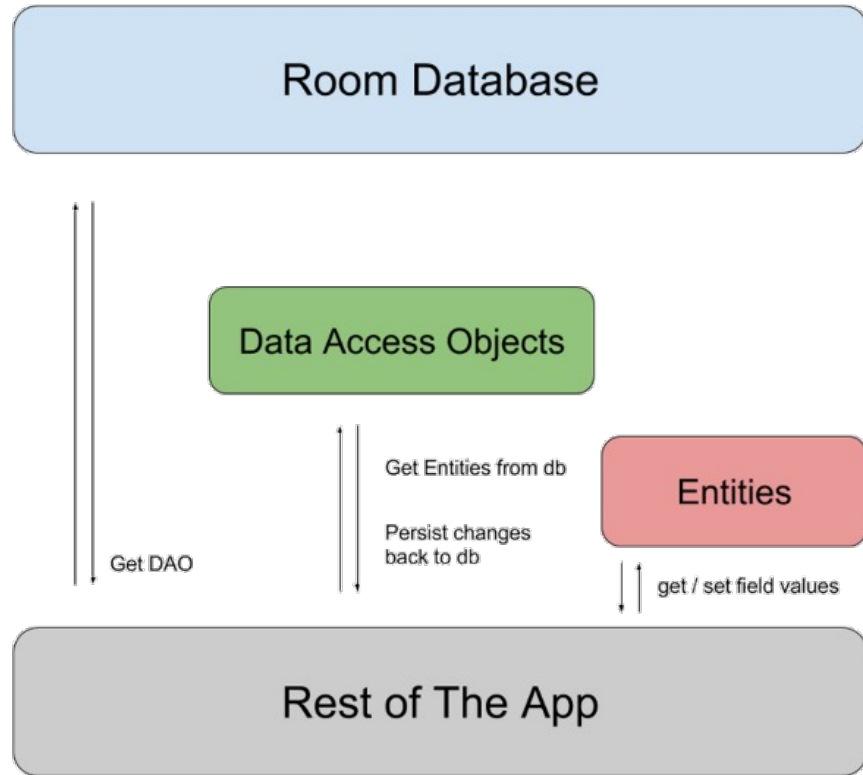 Room Database
Data Access Objects
Get Entities from db
Entities
Persist changes
back to db
Get DAO
get / set field values
Rest of The App